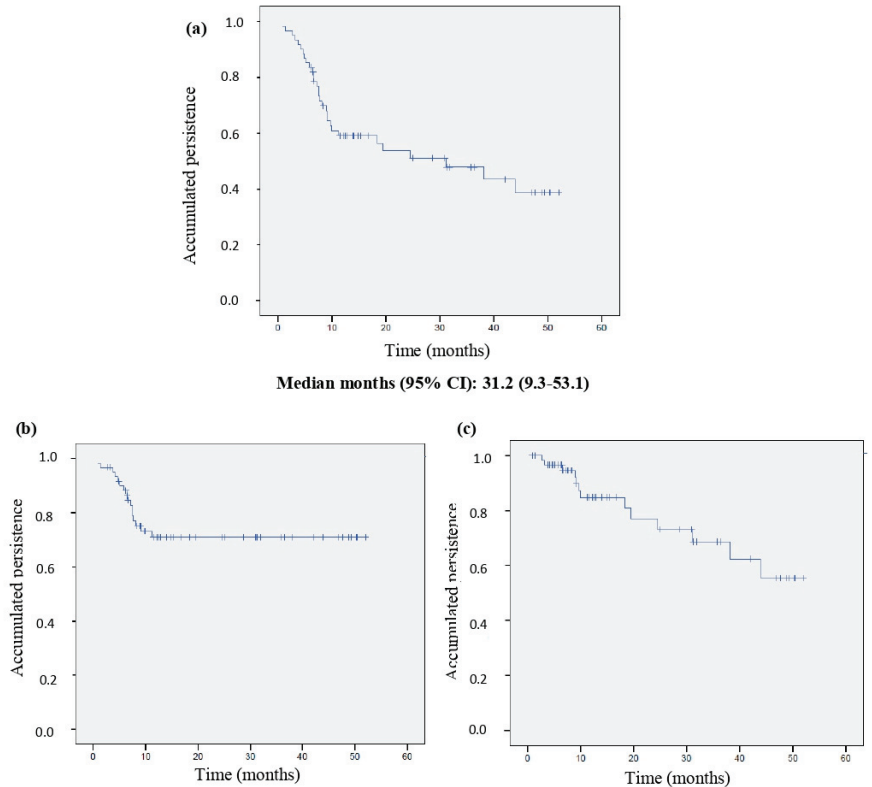 (a)
Accumulated persistence
1.0
0.8
0.6
0.4
0.2
0.0
0 10 20 30 40 50 60
Time (months)
Median months (95% CI): 31.2 (9.3-53.1)
(b)
Accumulated persistence
1.0
0.8
0.6
0.4
0.2
0.0
0 10 20 30 40 50 60
Time (months)
(c)
Accumulated persistence
1.0
0.8
0.6
0.4
0.2
0.0
0 10 20 30 40 50 60
Time (months)